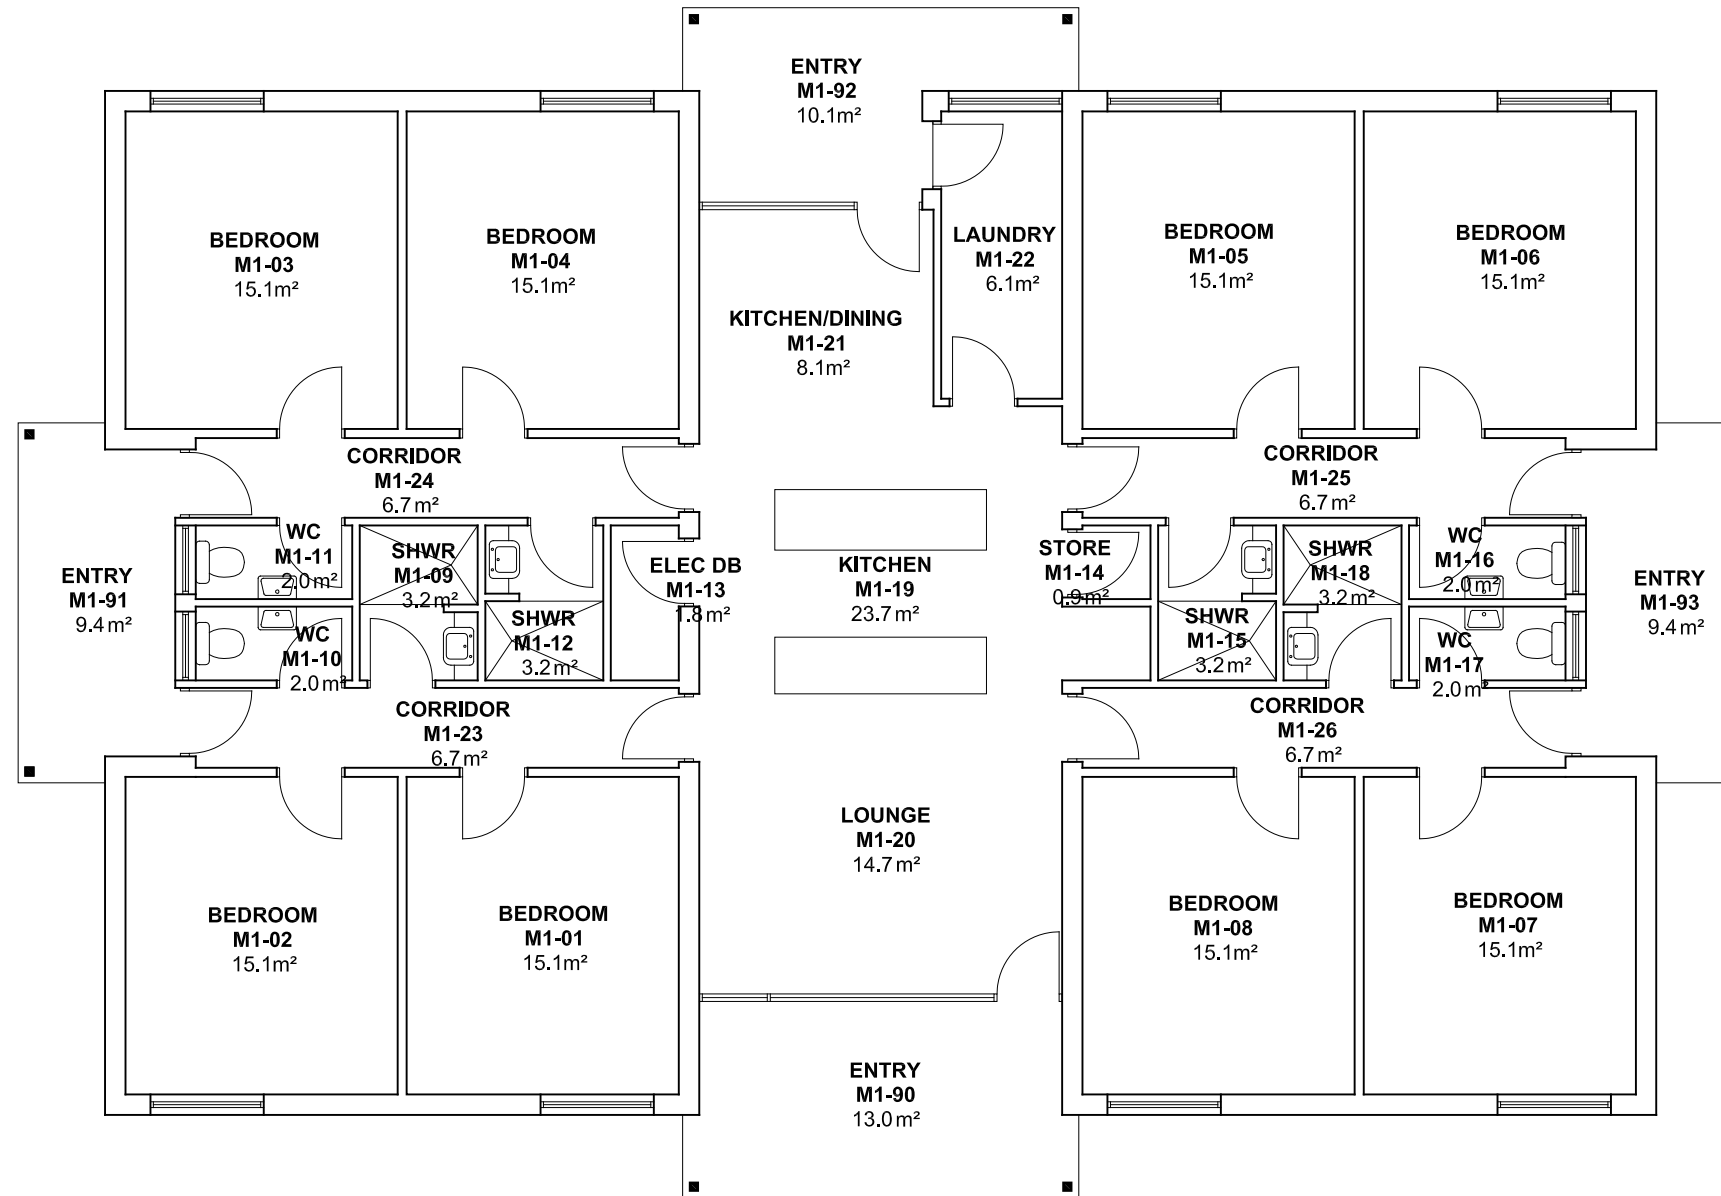 ENTRY
M1-92
10.1m²
BEDROOM
M1-03
15.1m²
BEDROOM
M1-04
15.1m²
LAUNDRY
M1-22
6.1m²
BEDROOM
M1-05
15.1m²
BEDROOM
M1-06
15.1m²
KITCHEN/DINING
M1-21
8.1m²
CORRIDOR
M1-24
6.7m²
CORRIDOR
M1-25
6.7m²
ENTRY
M1-91
9.4m²
WC
M1-11
2.0m²
SHWR
M1-09
3.2m²
ELEC DB
M1-13
1.8m²
KITCHEN
M1-19
23.7m²
STORE
M1-14
0.9m²
SHWR
M1-18
3.2m²
WC
M1-16
2.0m²
ENTRY
M1-93
9.4m²
WC
M1-10
2.0m²
SHWR
M1-12
3.2m²
SHWR
M1-15
3.2m²
WC
M1-17
2.0m²
CORRIDOR
M1-23
6.7m²
CORRIDOR
M1-26
6.7m²
LOUNGE
M1-20
14.7m²
BEDROOM
M1-02
15.1m²
BEDROOM
M1-01
15.1m²
BEDROOM
M1-08
15.1m²
BEDROOM
M1-07
15.1m²
ENTRY
M1-90
13.0m²